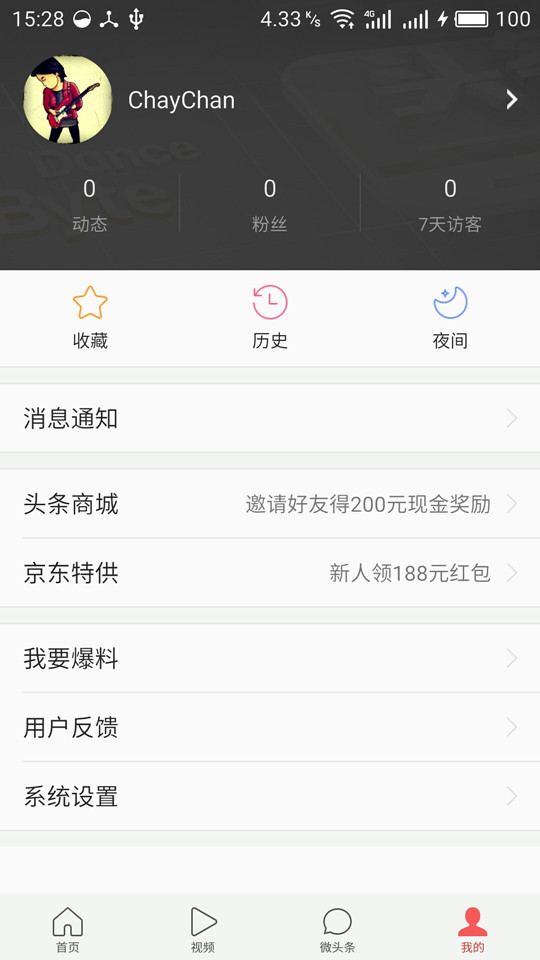 15:28 4.33 K/s 4G 100
ChayChan
Dance
Byte
0 0 0
动态 粉丝 7天访客
收藏 历史 夜间
消息通知
头条商城 邀请好友得200元现金奖励
京东特供 新人领188元红包
我要爆料
用户反馈
系统设置
首页 视频 微头条 我的